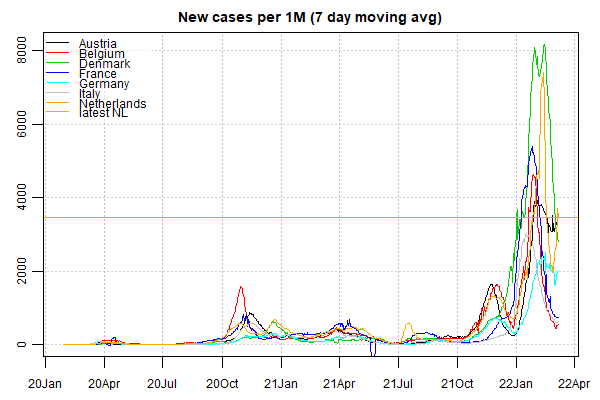 New cases per 1M (7 day moving avg)
8000
6000
4000
2000
0
Austria
Belgium
Denmark
France
Germany
Italy
Netherlands
latest NL
20Jan 20Apr 20Jul 20Oct 21Jan 21Apr 21Jul 21Oct 22Jan 22Apr